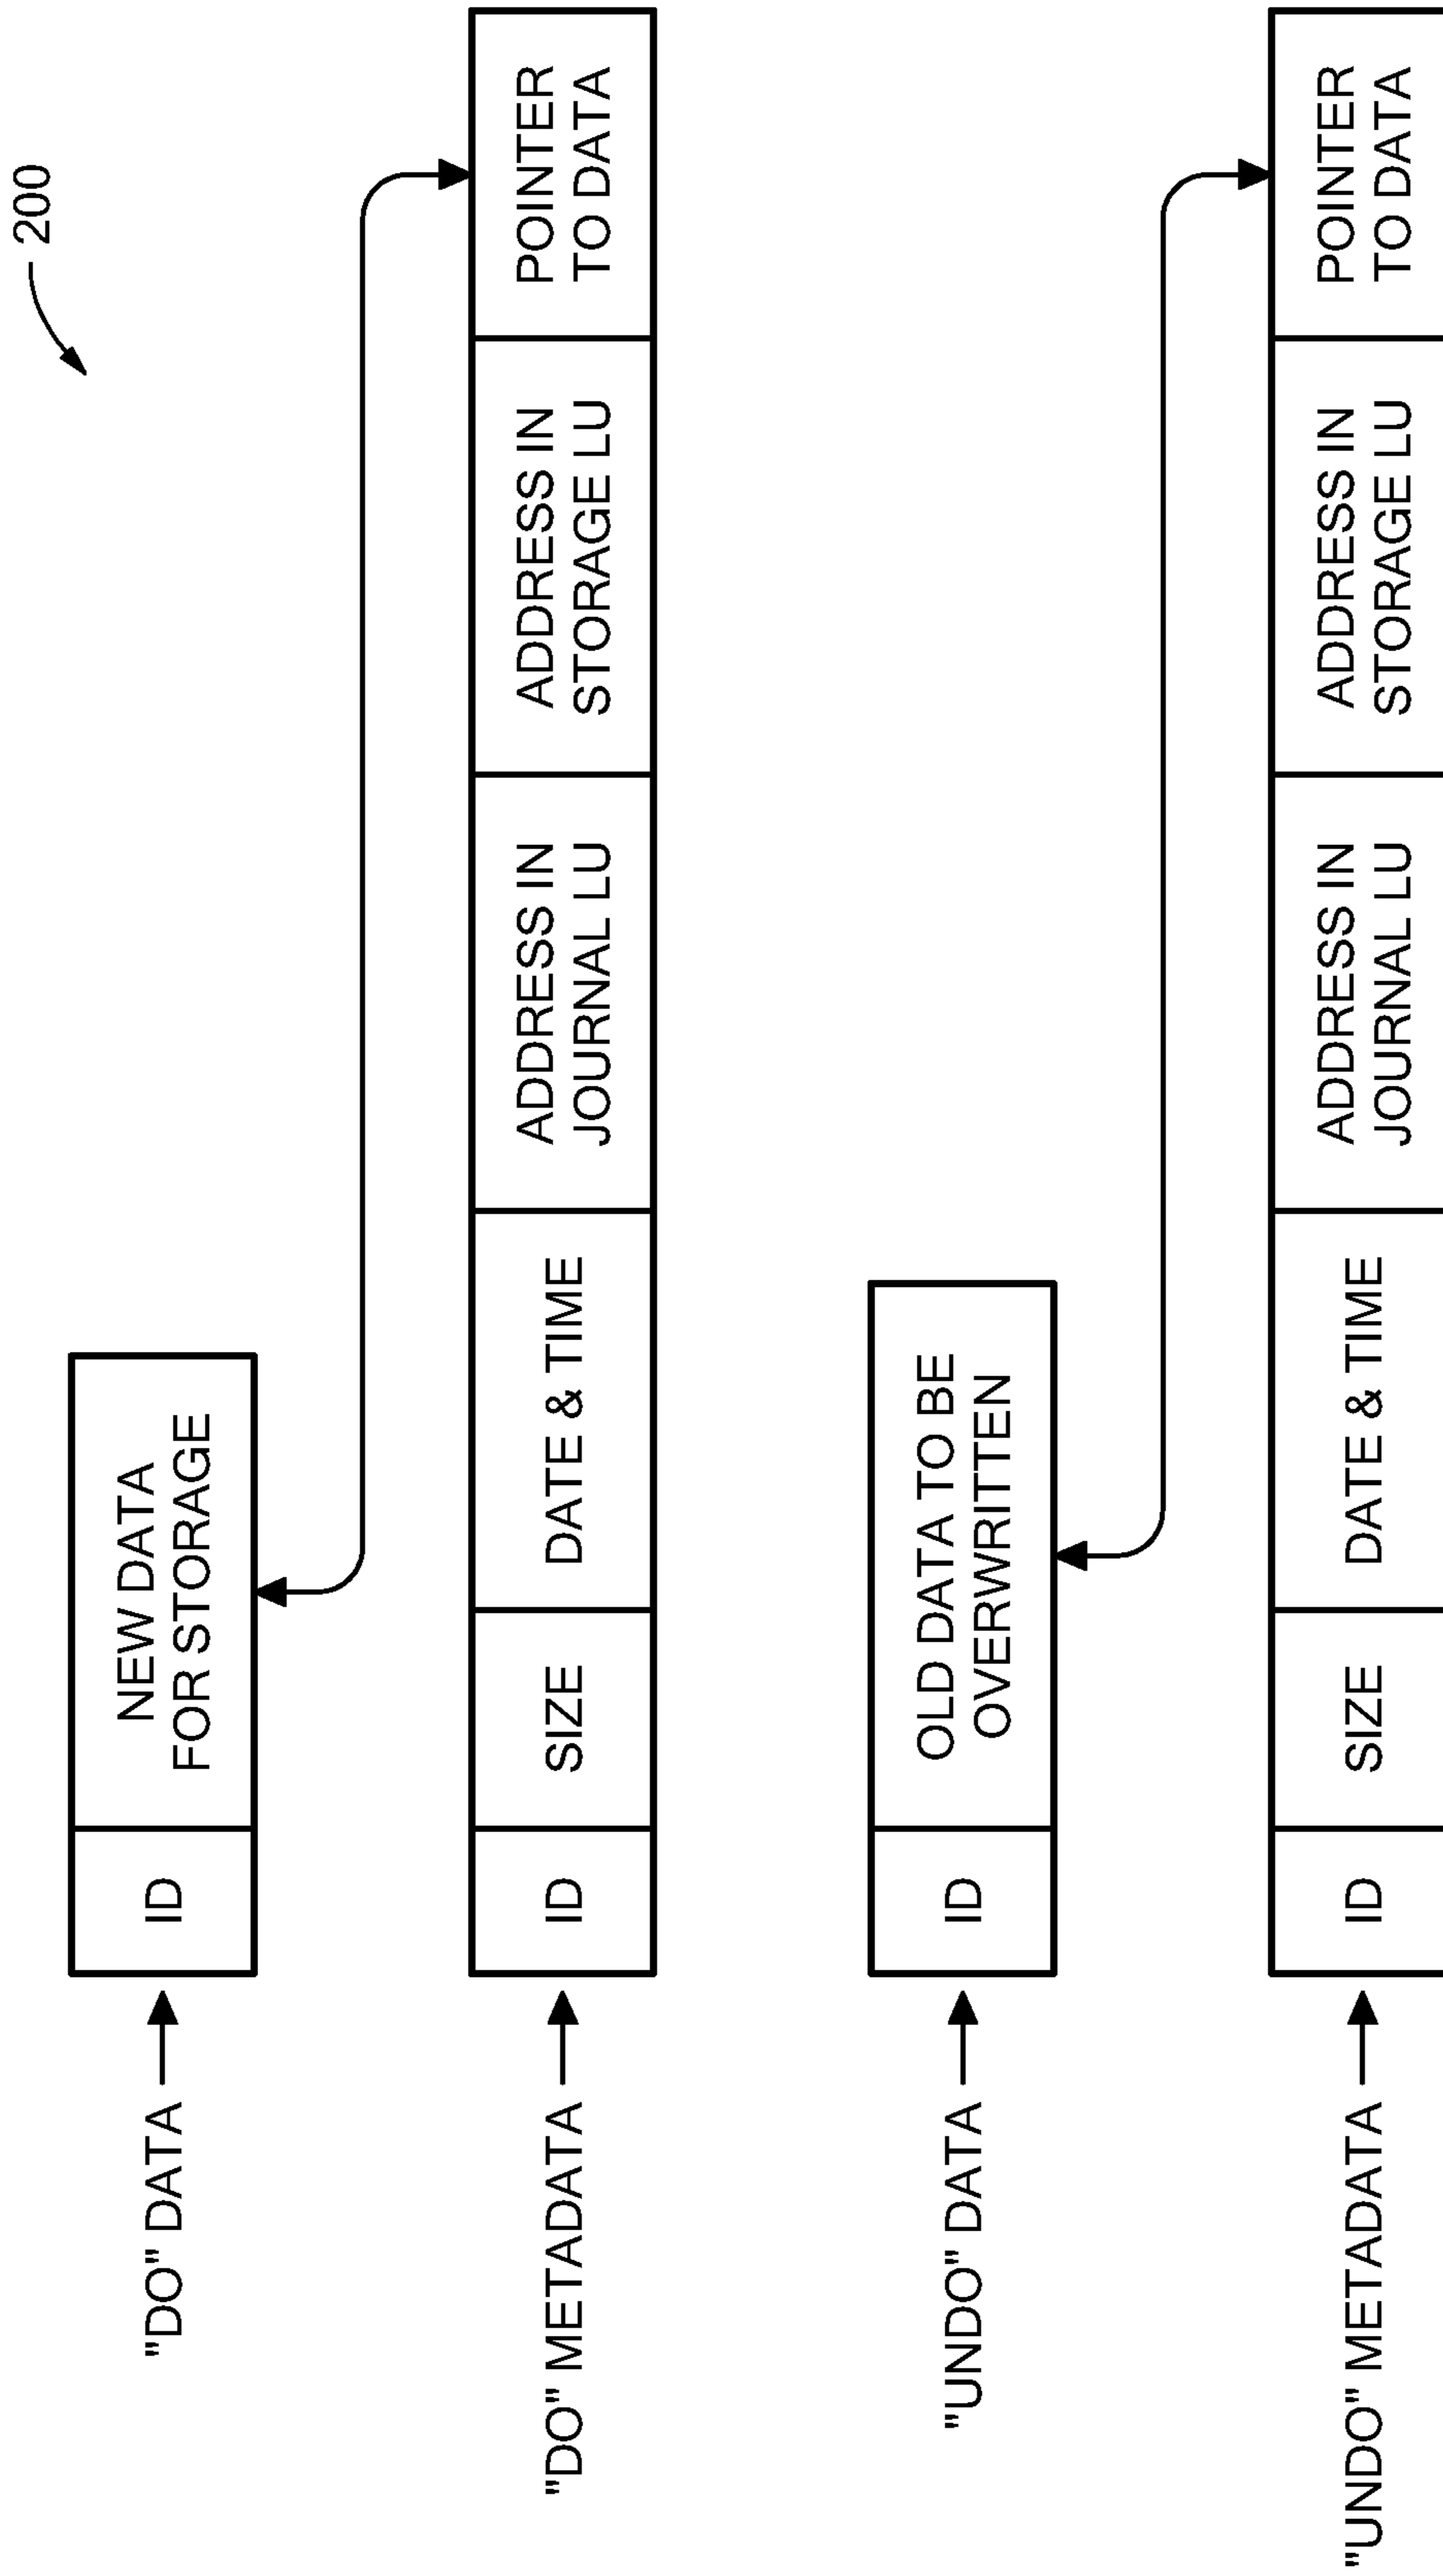 200
"DO" DATA
ID
NEW DATA
FOR STORAGE
"DO" METADATA
ID
SIZE
DATE & TIME
ADDRESS IN
JOURNAL LU
ADDRESS IN
STORAGE LU
POINTER
TO DATA
"UNDO" DATA
ID
OLD DATA TO BE
OVERWRITTEN
"UNDO" METADATA
ID
SIZE
DATE & TIME
ADDRESS IN
JOURNAL LU
ADDRESS IN
STORAGE LU
POINTER
TO DATA